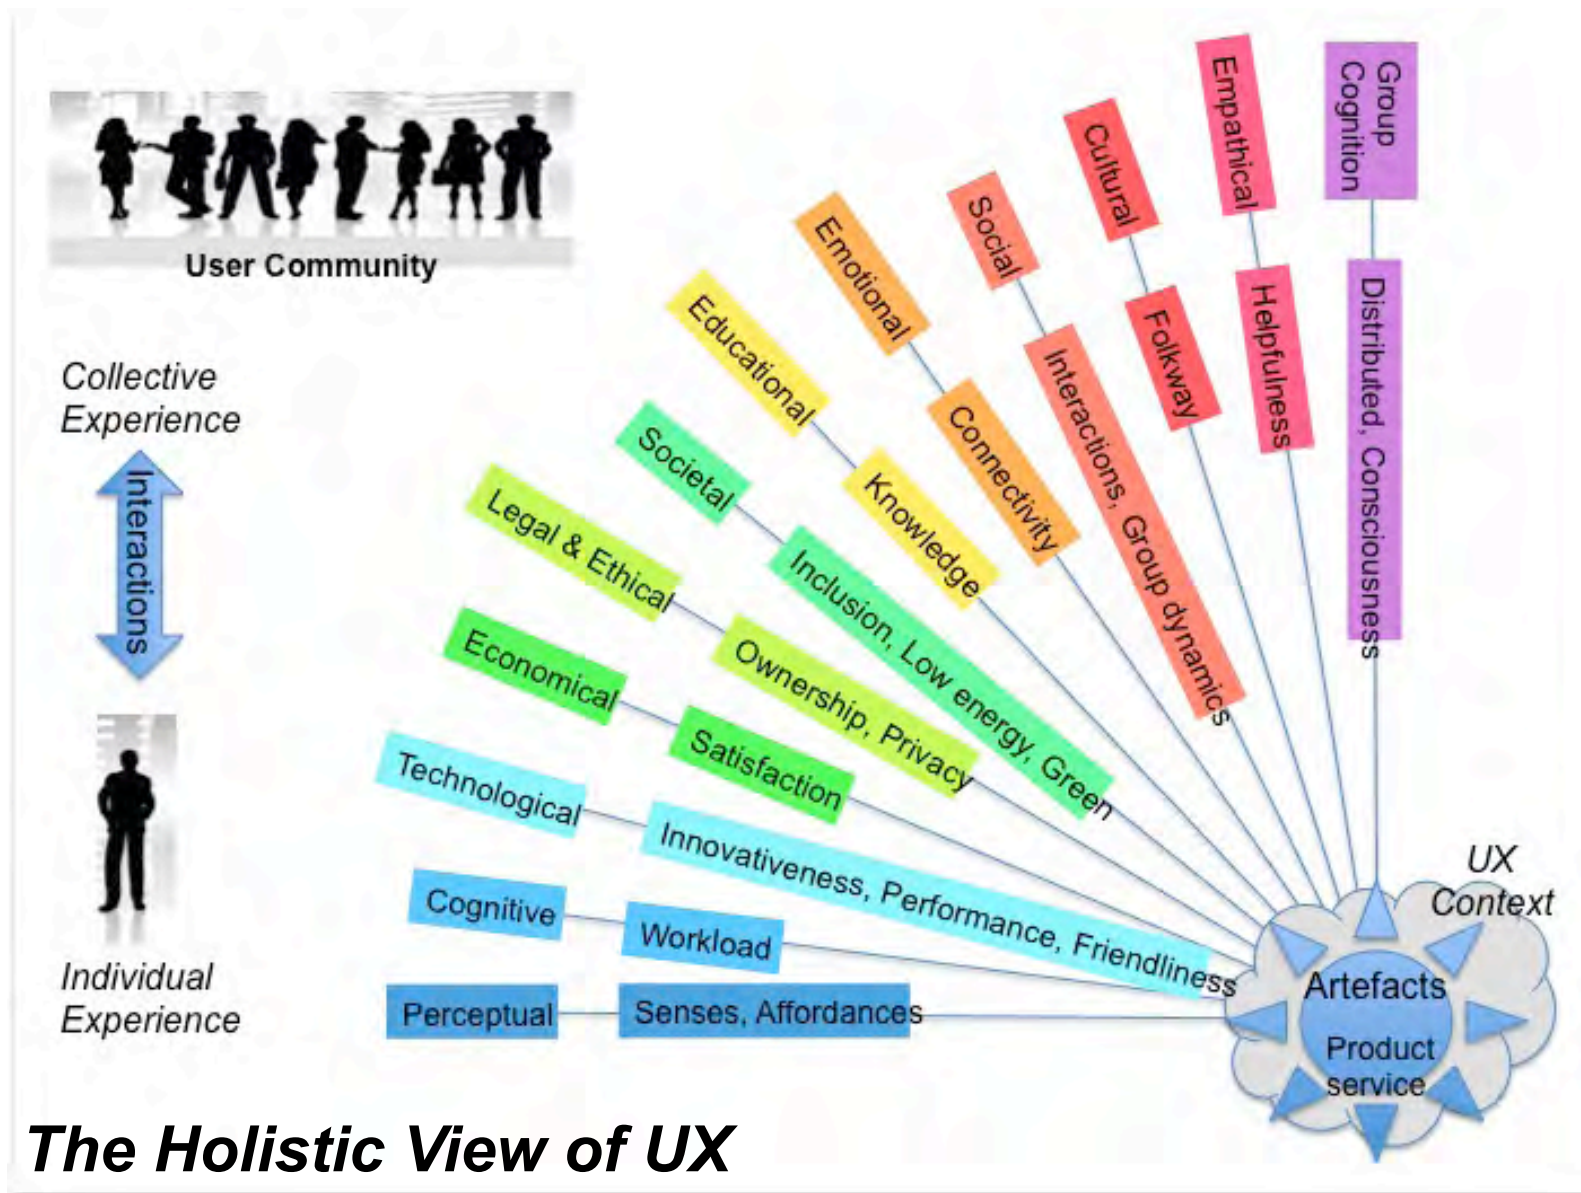 User Community
Collective
Experience
Interactions
Individual
Experience
Group
Cognition
Distributed, Consciousness
Empathical
Helpfulness
Cultural
Folkway
Social
Interactions, Group dynamics
Emotional
Connectivity
Educational
Knowledge
Societal
Inclusion, Low energy, Green
Legal & Ethical
Ownership, Privacy
Economical
Satisfaction
Technological
Innovativeness, Performance, Friendliness
Cognitive
Workload
Perceptual
Senses, Affordances
UX
Context
Artefacts
Product
service
The Holistic View of UX